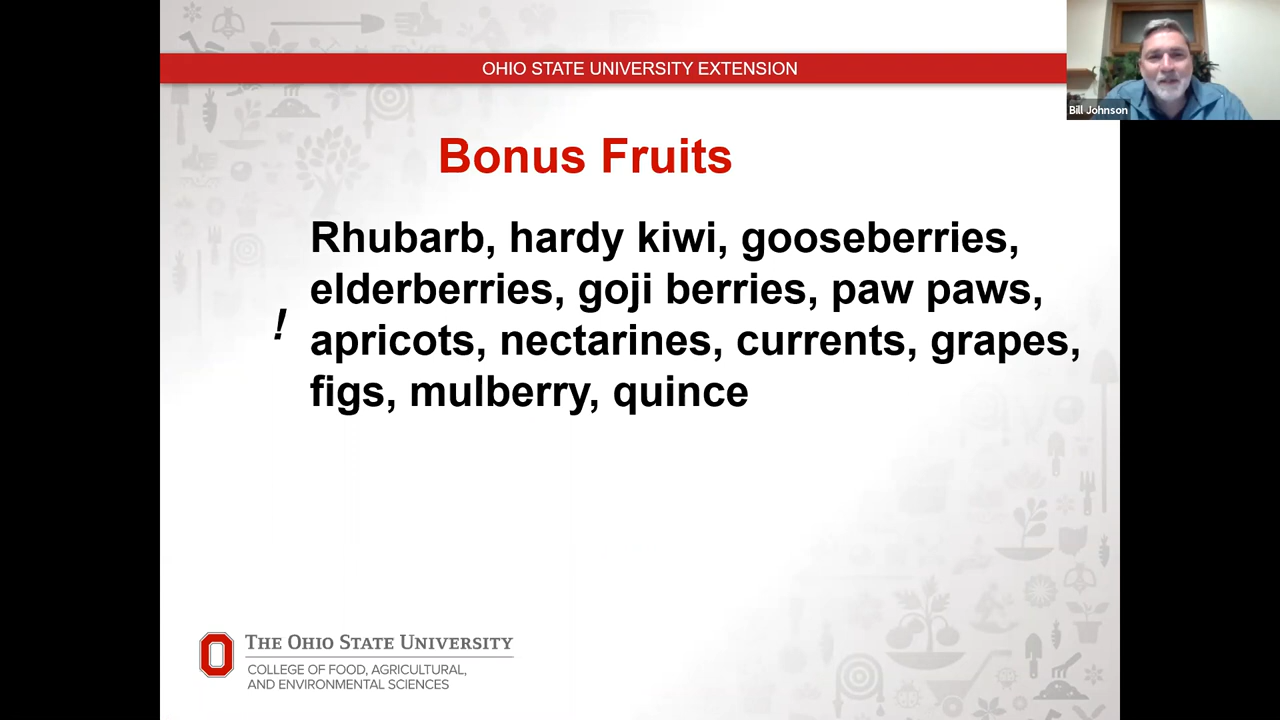 OHIO STATE UNIVERSITY EXTENSION
Bill Johnson
Bonus Fruits
Rhubarb, hardy kiwi, gooseberries,
elderberries, goji berries, paw paws,
! apricots, nectarines, currents, grapes,
figs, mulberry, quince
THE OHIO STATE UNIVERSITY
COLLEGE OF FOOD, AGRICULTURAL,
AND ENVIRONMENTAL SCIENCES